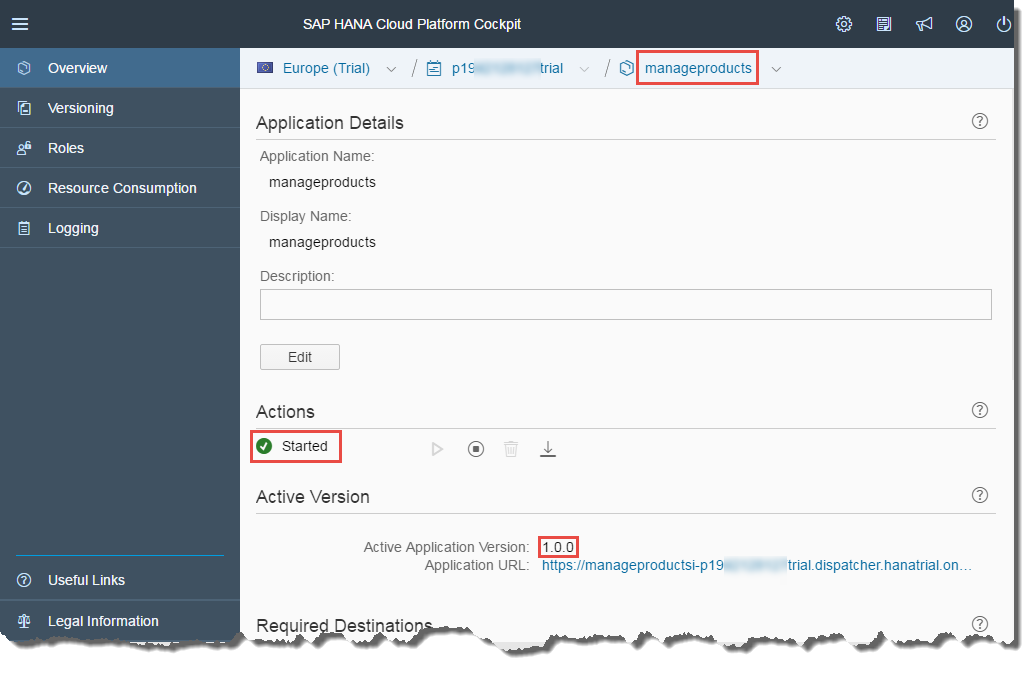 SAP HANA Cloud Platform Cockpit
Overview
Versioning
Roles
Resource Consumption
Logging
Useful Links
Legal Information
Europe (Trial) / p19 trial / manageproducts
Application Details
Application Name:
manageproducts
Display Name:
manageproducts
Description:
Edit
Actions
Started
Active Version
Active Application Version: 1.0.0
Application URL: https://manageproductsi-p19 trial.dispatcher.hanatrial.on…
Required Destinations